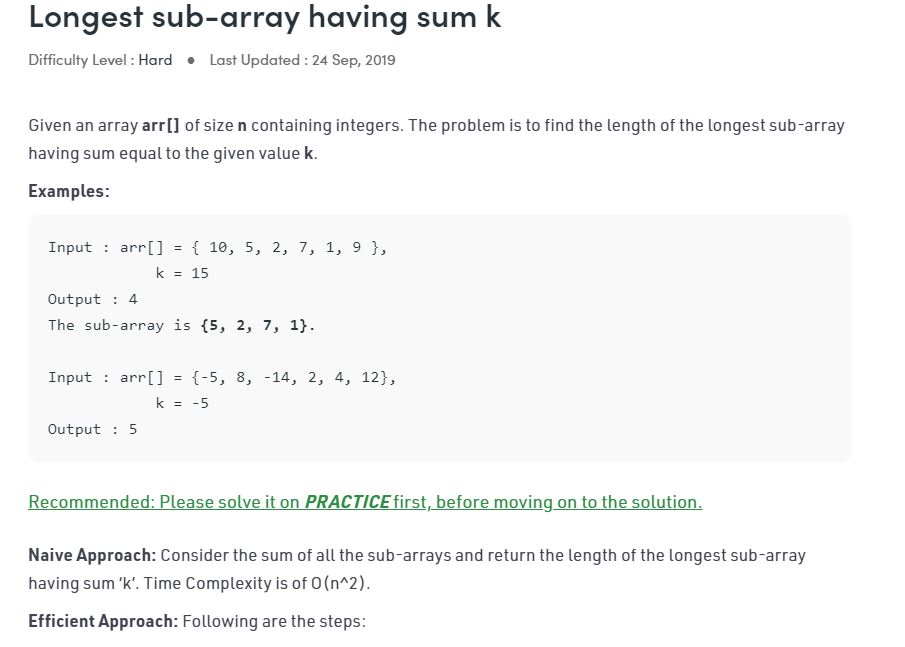 Longest sub-array having sum k
Difficulty Level : Hard ● Last Updated : 24 Sep, 2019
Given an array arr[] of size n containing integers. The problem is to find the length of the longest sub-array
having sum equal to the given value k.
Examples:
Input : arr[] = { 10, 5, 2, 7, 1, 9 },
k = 15
Output : 4
The sub-array is {5, 2, 7, 1}.
Input : arr[] = {-5, 8, -14, 2, 4, 12},
k = -5
Output : 5
Recommended: Please solve it on PRACTICE first, before moving on to the solution.
Naive Approach: Consider the sum of all the sub-arrays and return the length of the longest sub-array
having sum ‘k’. Time Complexity is of O(n^2).
Efficient Approach: Following are the steps: